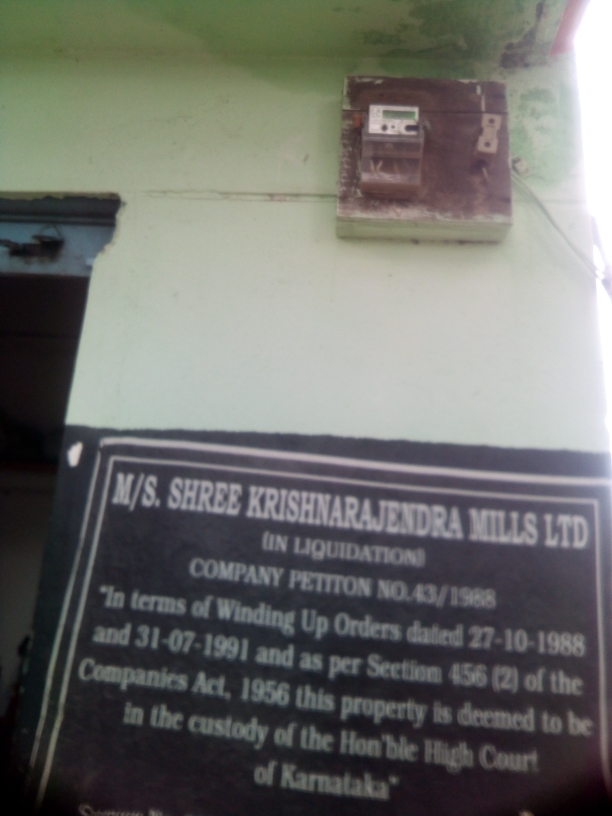 M/S. SHREE KRISHNARAJENDRA MILLS LTD
(IN LIQUIDATION)
COMPANY PETITON NO.43/1988
"In terms of Winding Up Orders dated 27-10-1988
and 31-07-1991 and as per Section 456 (2) of the
Companies Act, 1956 this property is deemed to be
in the custody of the Hon'ble High Court
of Karnataka"